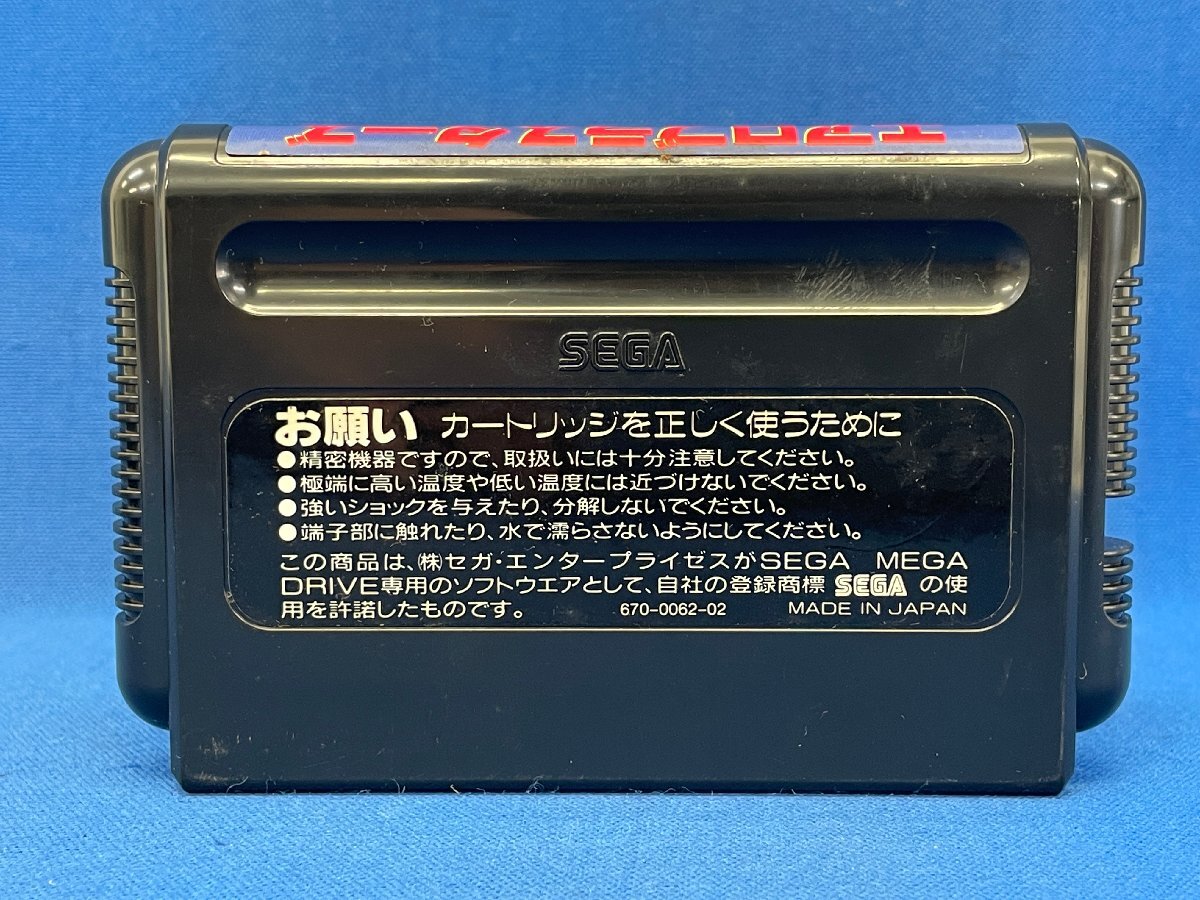 エアロブラスターズ
SEGA
お願い カートリッジを正しく使うために
●精密機器ですので、取扱いには十分注意してください。
●極端に高い温度や低い温度には近づけないでください。
●強いショックを与えたり、分解しないでください。
●端子部に触れたり、水で濡らさないようにしてください。
この商品は、㈱セガ・エンタープライゼスがSEGA MEGA
DRIVE専用のソフトウエアとして、自社の登録商標 SEGA の使
用を許諾したものです。 670-0062-02 MADE IN JAPAN